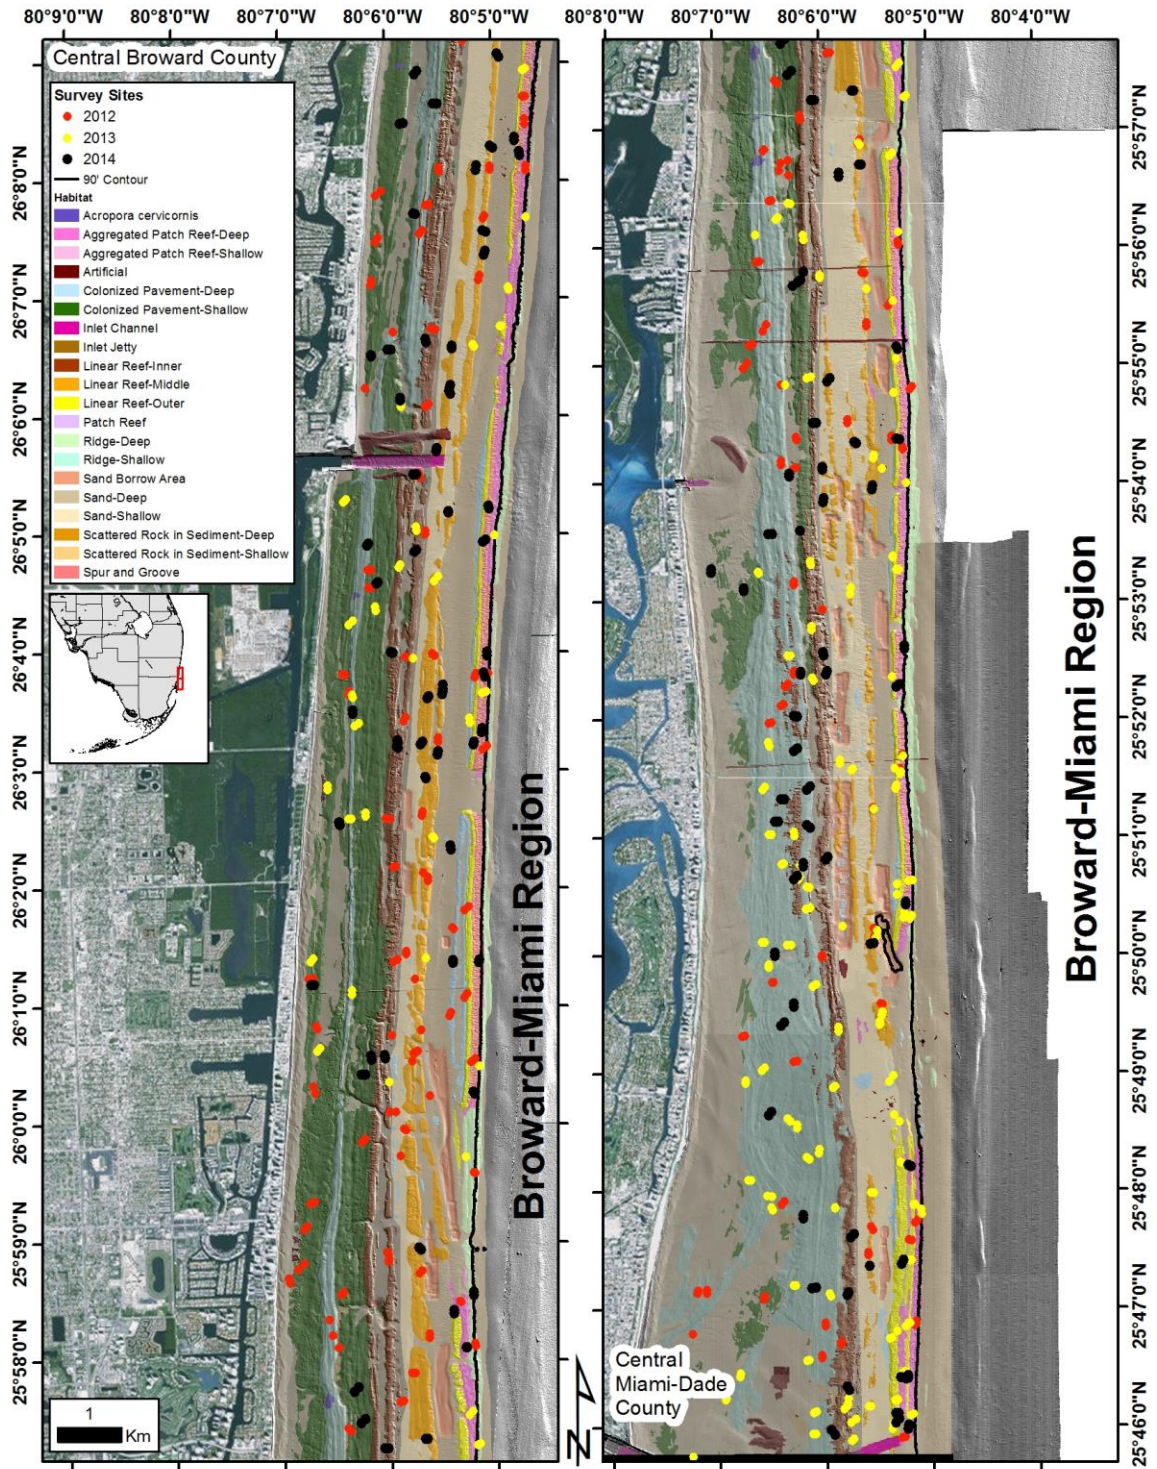 80°9'0"W 80°8'0"W 80°7'0"W 80°6'0"W 80°5'0"W
80°8'0"W 80°7'0"W 80°6'0"W 80°5'0"W 80°4'0"W
Central Broward County
Survey Sites
2012
2013
2014
90' Contour
Habitat
Acropora cervicornis
Aggregated Patch Reef-Deep
Aggregated Patch Reef-Shallow
Artificial
Colonized Pavement-Deep
Colonized Pavement-Shallow
Inlet Channel
Inlet Jetty
Linear Reef-Inner
Linear Reef-Middle
Linear Reef-Outer
Patch Reef
Ridge-Deep
Ridge-Shallow
Sand Borrow Area
Sand-Deep
Sand-Shallow
Scattered Rock in Sediment-Deep
Scattered Rock in Sediment-Shallow
Spur and Groove
26°8'0"N
26°7'0"N
26°6'0"N
26°5'0"N
26°4'0"N
26°3'0"N
26°2'0"N
26°1'0"N
26°0'0"N
25°59'0"N
25°58'0"N
Broward-Miami Region
1
Km
N
Central
Miami-Dade
County
Broward-Miami Region
25°57'0"N
25°56'0"N
25°55'0"N
25°54'0"N
25°53'0"N
25°52'0"N
25°51'0"N
25°50'0"N
25°49'0"N
25°48'0"N
25°47'0"N
25°46'0"N